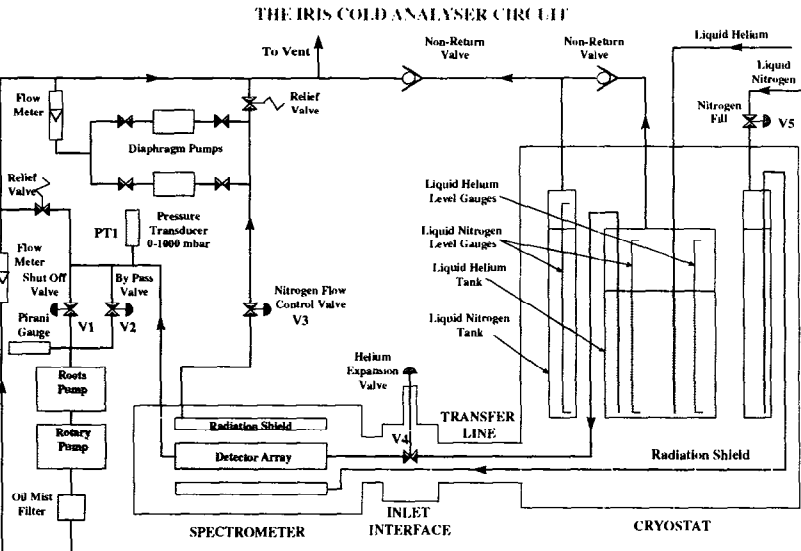 THE IRIS COLD ANALYSER CIRCUIT
To Vent
Non-Return
Valve
Non-Return
Valve
Liquid Helium
Liquid
Nitrogen
Flow
Meter
Relief
Valve
Nitrogen
Fill
V5
Diaphragm Pumps
Relief
Valve
Liquid Helium
Level Gauges
Pressure
Transducer
0-1000 mbar
PT1
Liquid Nitrogen
Level Gauges
Flow
Meter
Shut Off
Valve
By Pass
Valve
Liquid Helium
Tank
Nitrogen Flow
Control Valve
V3
Pirani
Gauge
V1
V2
Liquid Nitrogen
Tank
Helium
Expansion
Valve
Roots
Pump
TRANSFER
LINE
Radiation Shield
Rotary
Pump
V4
Detector Array
Radiation Shield
Oil Mist
Filter
INLET
INTERFACE
SPECTROMETER
CRYOSTAT